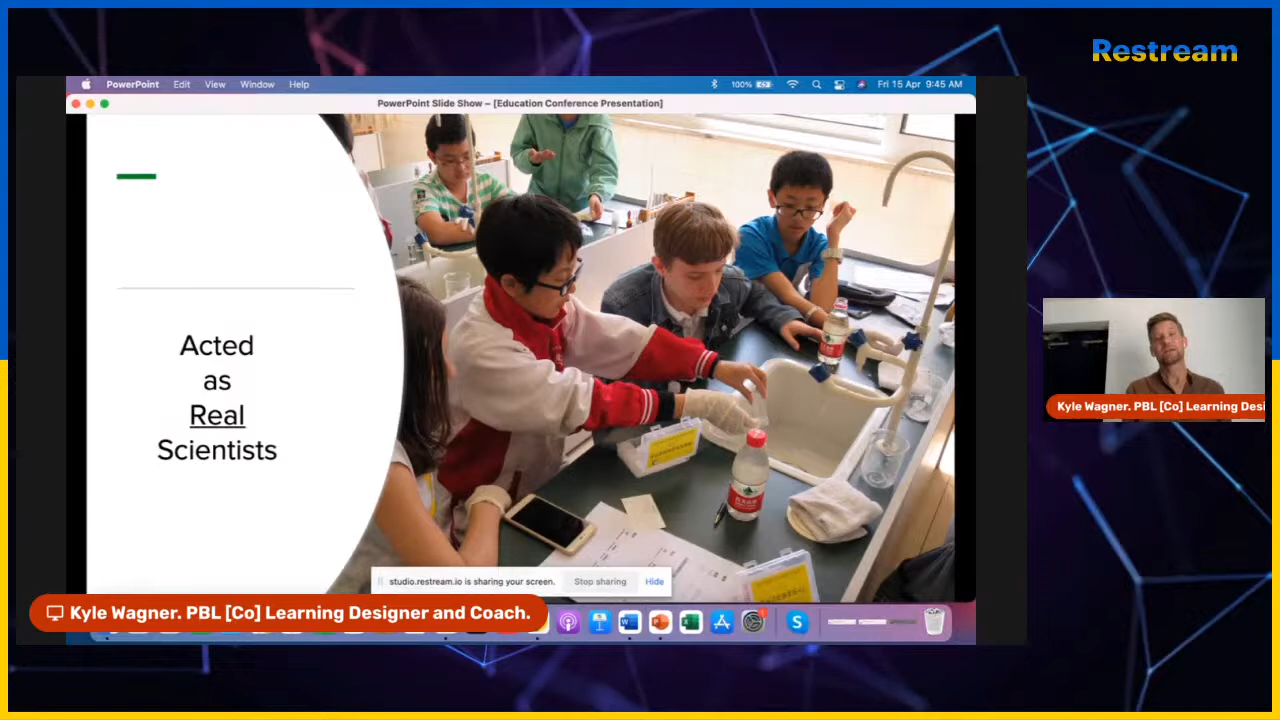 Restream
PowerPoint Edit View Window Help
100%
Fri 15 Apr 9:45 AM
PowerPoint Slide Show – [Education Conference Presentation]
Acted
as
Real
Scientists
studio.restream.io is sharing your screen. Stop sharing Hide
Kyle Wagner. PBL [Co] Learning Designer and Coach.
Kyle Wagner. PBL [Co] Learning Desi